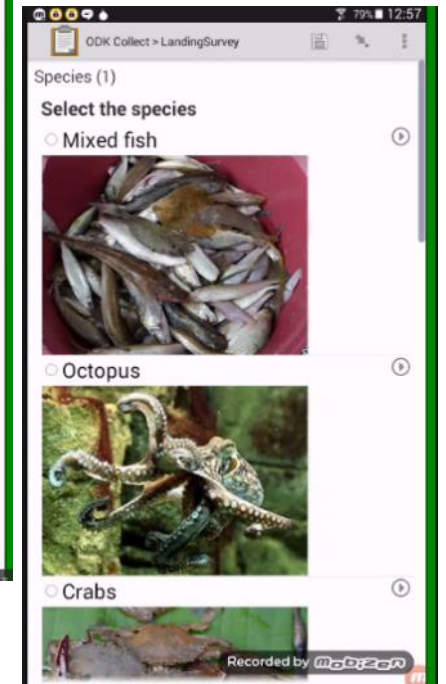 79% 12:57
ODK Collect > LandingSurvey
Species (1)
Select the species
Mixed fish
Octopus
Crabs
Recorded by Mobizen